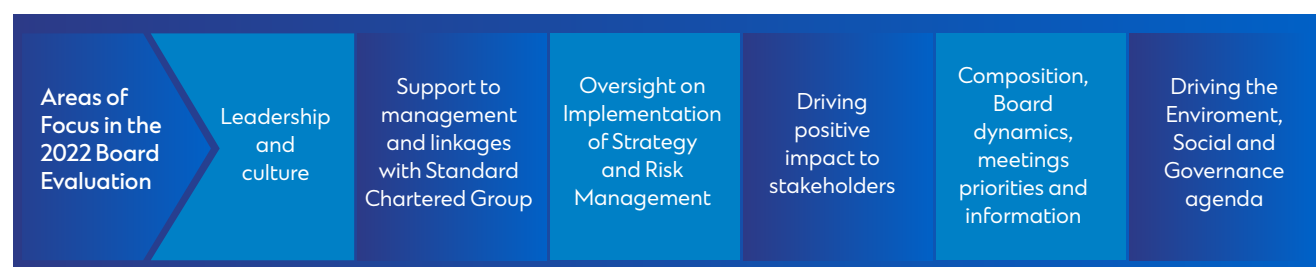 Areas of
Focus in the
2022 Board
Evaluation
Leadership
and
culture
Support to
management
and linkages
with Standard
Chartered Group
Oversight on
Implementation
of Strategy
and Risk
Management
Driving
positive
impact to
stakeholders
Composition,
Board
dynamics,
meetings
priorities and
information
Driving the
Enviroment,
Social and
Governance
agenda